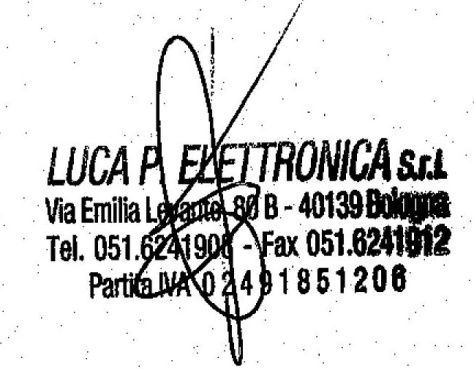 LUCA P. ELETTRONICA s.r.l.
Via Emilia Levante, 80 B - 40139 Bologna
Tel. 051.6241908 - Fax 051.6241912
Partita IVA 02491851206